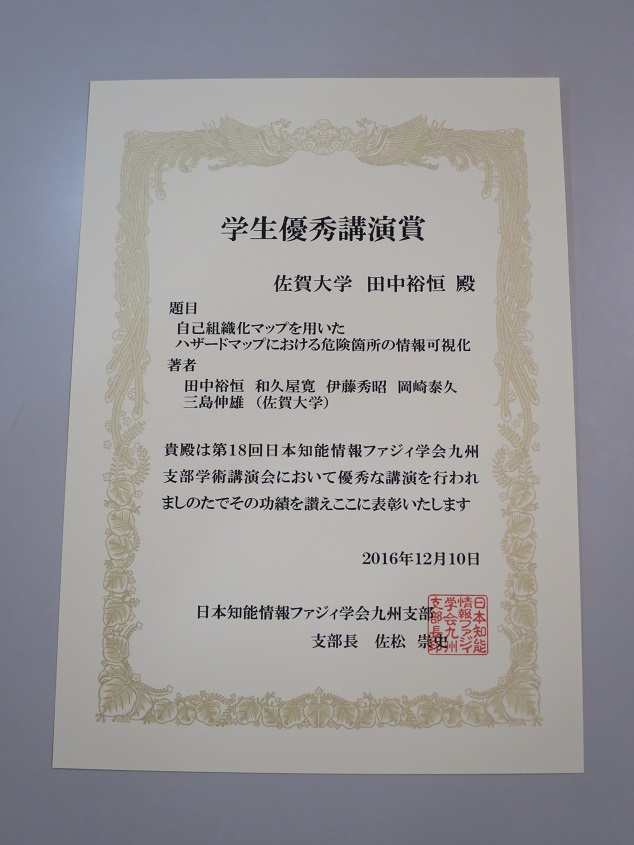 学生優秀講演賞
佐賀大学 田中裕恒 殿
題目
自己組織化マップを用いた
ハザードマップにおける危険箇所の情報可視化
著者
田中裕恒 和久屋寛 伊藤秀昭 岡崎泰久
三島伸雄 (佐賀大学)
貴殿は第18回日本知能情報ファジィ学会九州
支部学術講演会において優秀な講演を行われ
ましのたでその功績を讃えここに表彰いたします
2016年12月10日
日本知能情報ファジィ学会九州支部
支部長 佐松 崇史
日本知能
情報ファジィ
学会九州
支部長印